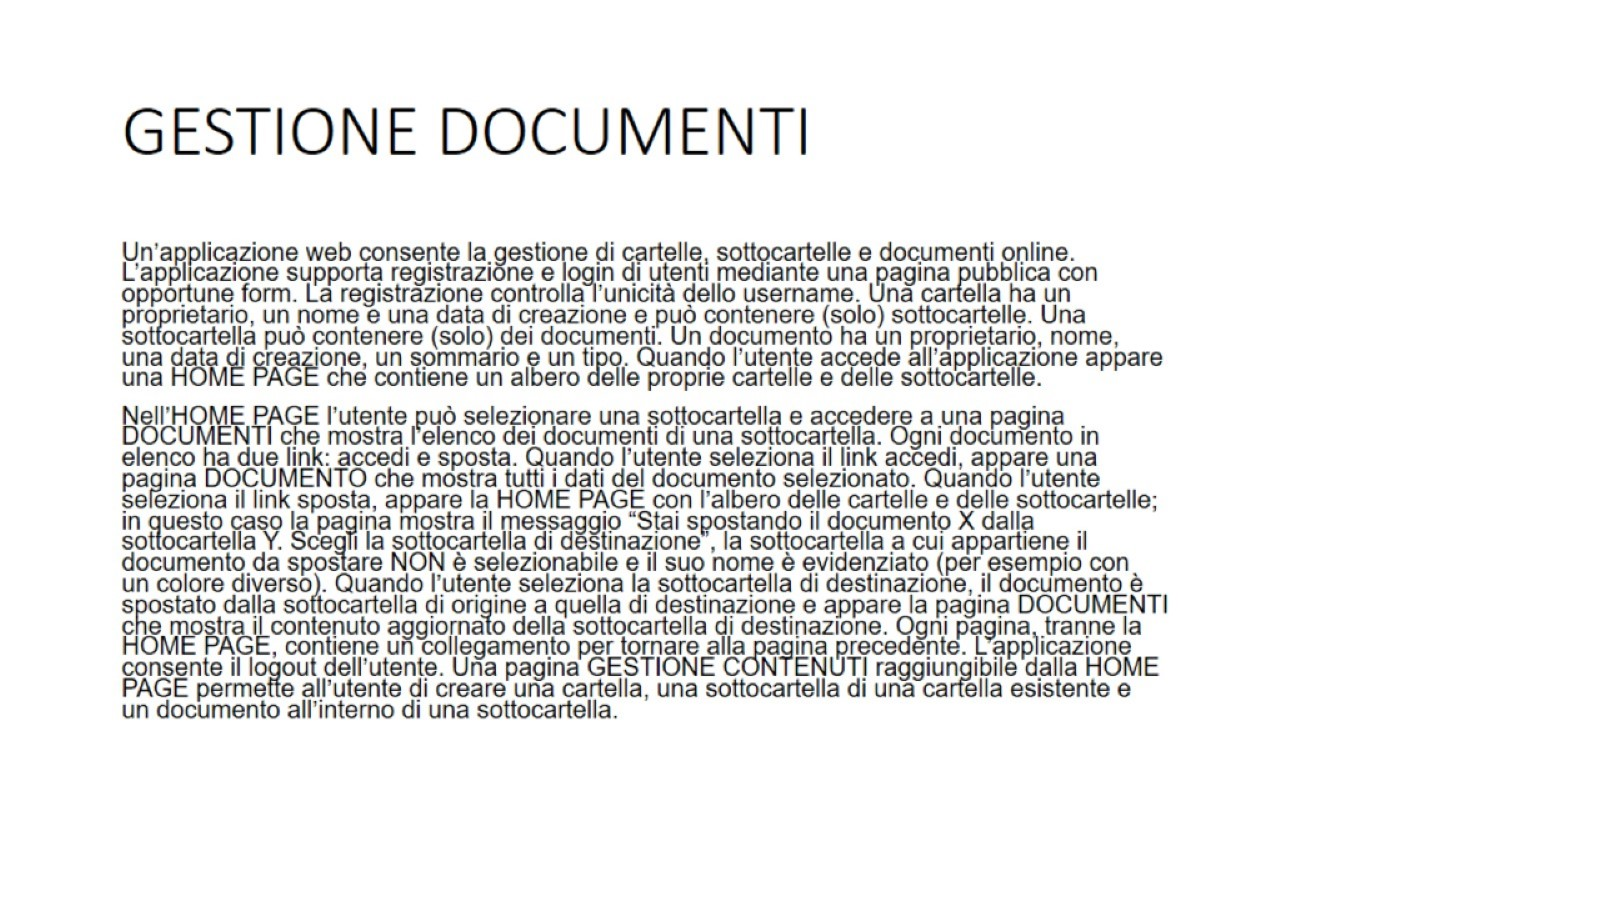 GESTIONE DOCUMENTI
Un’applicazione web consente la gestione di cartelle, sottocartelle e documenti online.
L’applicazione supporta registrazione e login di utenti mediante una pagina pubblica con
opportune form. La registrazione controlla l’unicità dello username. Una cartella ha un
proprietario, un nome e una data di creazione e può contenere (solo) sottocartelle. Una
sottocartella può contenere (solo) dei documenti. Un documento ha un proprietario, nome,
una data di creazione, un sommario e un tipo. Quando l’utente accede all’applicazione appare
una HOME PAGE che contiene un albero delle proprie cartelle e delle sottocartelle.
Nell’HOME PAGE l’utente può selezionare una sottocartella e accedere a una pagina
DOCUMENTI che mostra l’elenco dei documenti di una sottocartella. Ogni documento in
elenco ha due link: accedi e sposta. Quando l’utente seleziona il link accedi, appare una
pagina DOCUMENTO che mostra tutti i dati del documento selezionato. Quando l’utente
seleziona il link sposta, appare la HOME PAGE con l’albero delle cartelle e delle sottocartelle;
in questo caso la pagina mostra il messaggio “Stai spostando il documento X dalla
sottocartella Y. Scegli la sottocartella di destinazione”, la sottocartella a cui appartiene il
documento da spostare NON è selezionabile e il suo nome è evidenziato (per esempio con
un colore diverso). Quando l’utente seleziona la sottocartella di destinazione, il documento è
spostato dalla sottocartella di origine a quella di destinazione e appare la pagina DOCUMENTI
che mostra il contenuto aggiornato della sottocartella di destinazione. Ogni pagina, tranne la
HOME PAGE, contiene un collegamento per tornare alla pagina precedente. L’applicazione
consente il logout dell’utente. Una pagina GESTIONE CONTENUTI raggiungibile dalla HOME
PAGE permette all’utente di creare una cartella, una sottocartella di una cartella esistente e
un documento all’interno di una sottocartella.